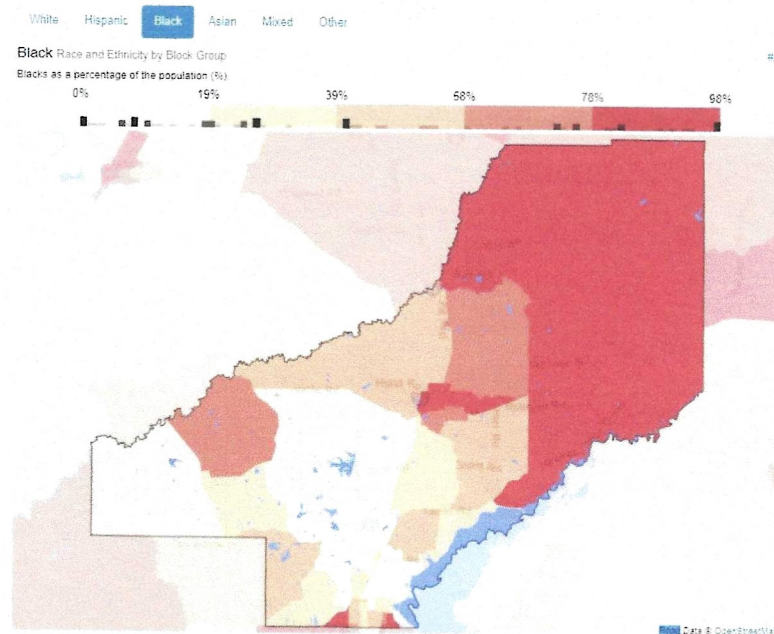 White Hispanic Black Asian Mixed Other
Black Race and Ethnicity by Block Group
#
Blacks as a percentage of the population (%)
0% 19% 39% 58% 78% 98%
Data © OpenStreetMa